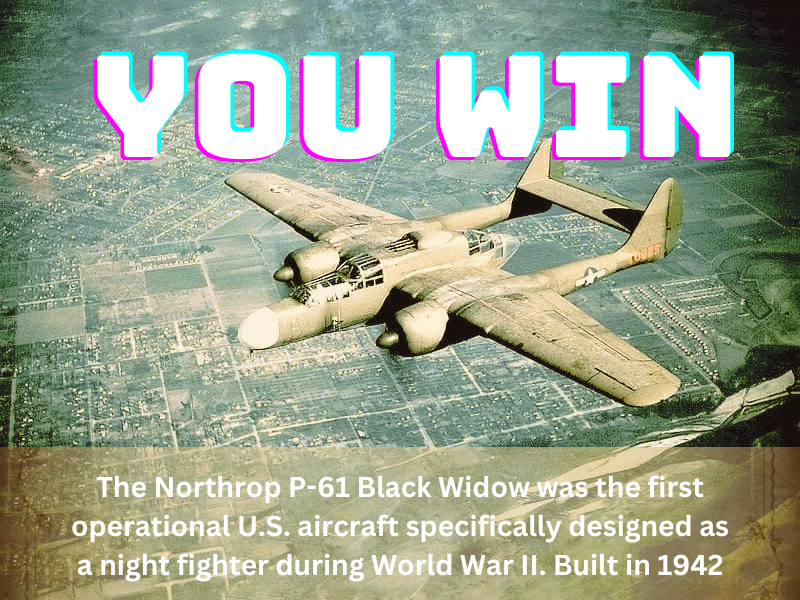 YOU WIN
The Northrop P-61 Black Widow was the first
operational U.S. aircraft specifically designed as
a night fighter during World War II. Built in 1942